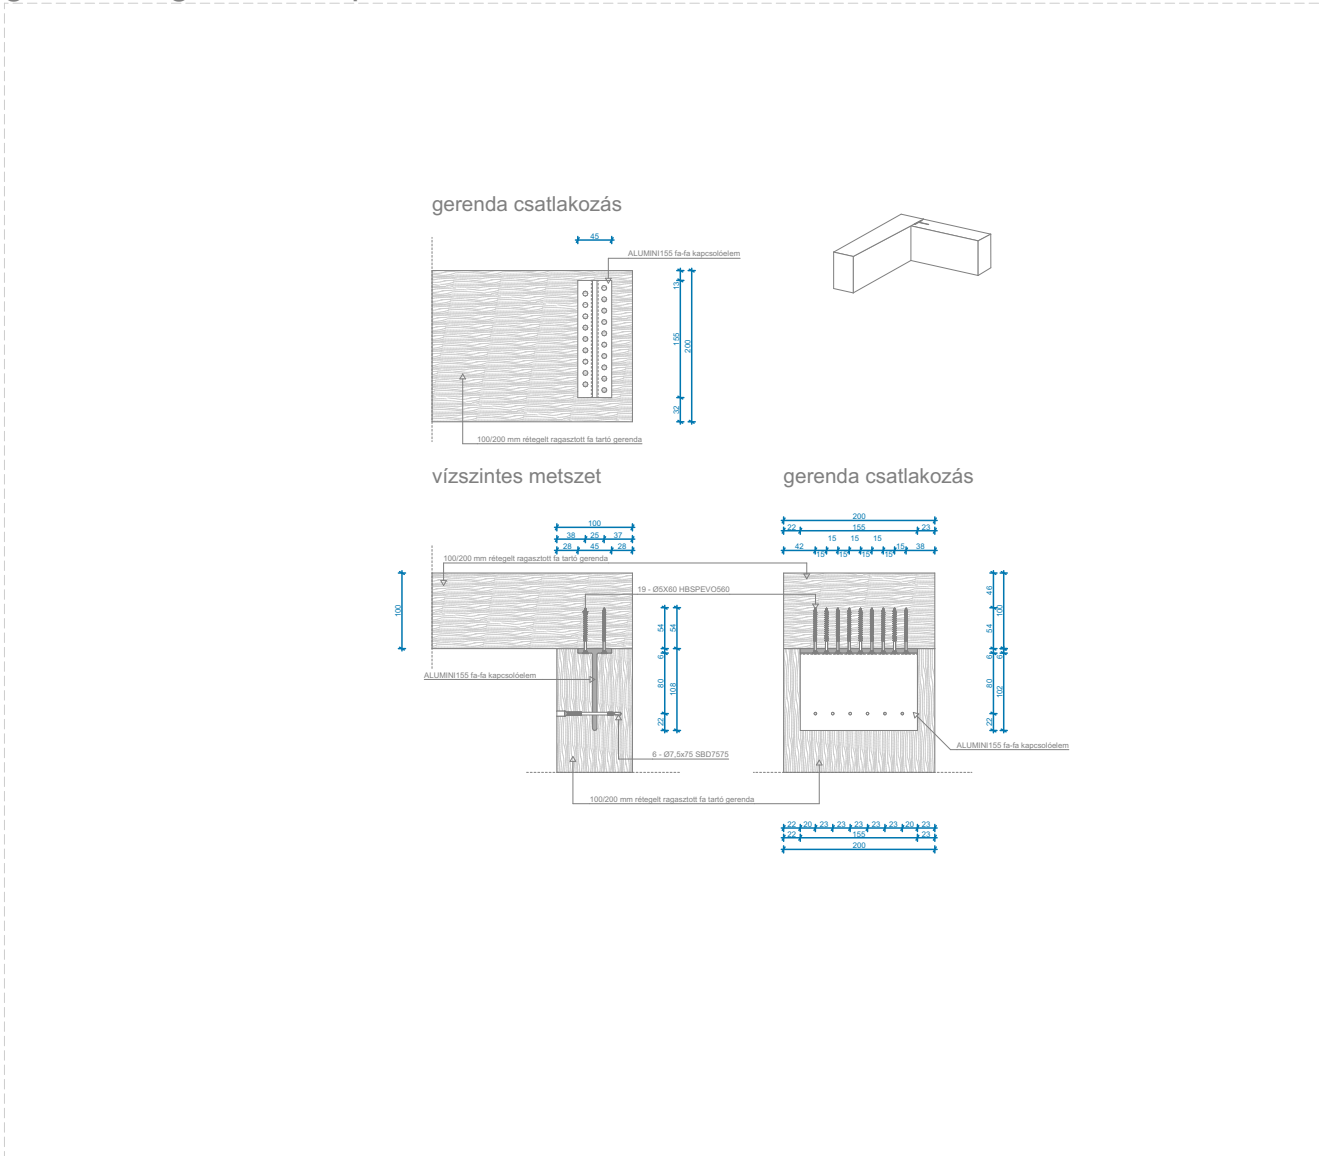 gerenda csatlakozás
45
ALUMINI155 fa-fa kapcsolóelem
13
155
200
32
100/200 mm rétegelt ragasztott fa tartó gerenda
vízszintes metszet
gerenda csatlakozás
100
38 25 37
28 45 28
200
22 155 23
15 15 15
42 15 15 15 15 15 38
100/200 mm rétegelt ragasztott fa tartó gerenda
19 - Ø5X60 HBSPEVO560
100
54 54
6
80 108
22
46
100
54
6 6
80 102
22
ALUMINI155 fa-fa kapcsolóelem
ALUMINI155 fa-fa kapcsolóelem
6 - Ø7,5x75 SBD7575
100/200 mm rétegelt ragasztott fa tartó gerenda
22 20 23 23 23 23 23 20 23
22 155 23
200